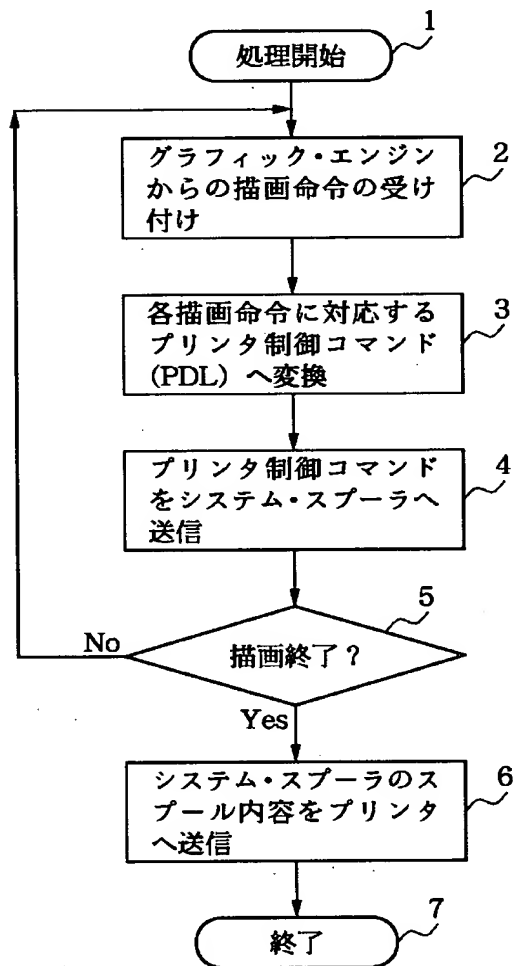 1
処理開始
2
グラフィック・エンジン
からの描画命令の受け
付け
3
各描画命令に対応する
プリンタ制御コマンド
(PDL) へ変換
4
プリンタ制御コマンド
をシステム・スプーラへ
送信
5
描画終了？
No
Yes
6
システム・スプーラのス
プール内容をプリンタ
へ送信
7
終了